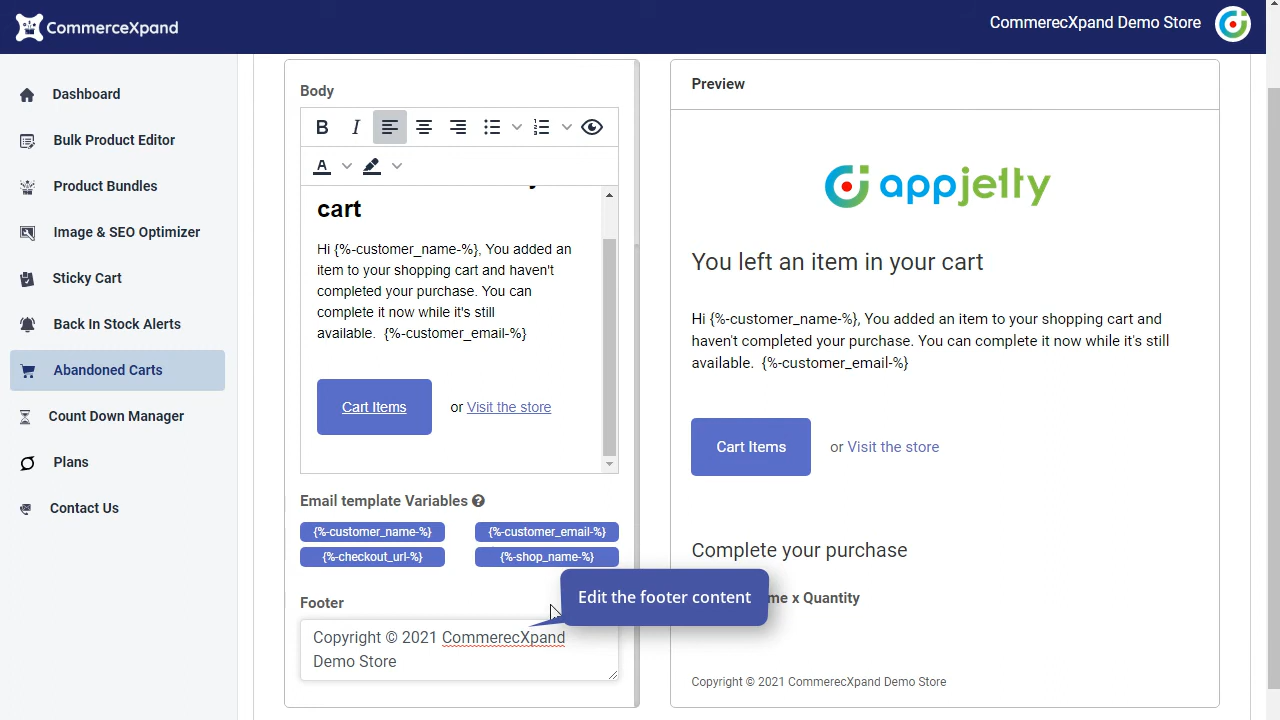 CommerceXpand
CommerecXpand Demo Store
Dashboard
Bulk Product Editor
Product Bundles
Image & SEO Optimizer
Sticky Cart
Back In Stock Alerts
Abandoned Carts
Count Down Manager
Plans
Contact Us
Body
B I
A
cart
Hi {%-customer_name-%}, You added an
item to your shopping cart and haven't
completed your purchase. You can
complete it now while it's still
available. {%-customer_email-%}
Cart Items or Visit the store
Email template Variables
{%-customer_name-%} {%-customer_email-%}
{%-checkout_url-%} {%-shop_name-%}
Edit the footer content
Footer
Copyright © 2021 CommerecXpand
Demo Store
Preview
appjetty
You left an item in your cart
Hi {%-customer_name-%}, You added an item to your shopping cart and
haven't completed your purchase. You can complete it now while it's still
available. {%-customer_email-%}
Cart Items or Visit the store
Complete your purchase
me x Quantity
Copyright © 2021 CommerecXpand Demo Store